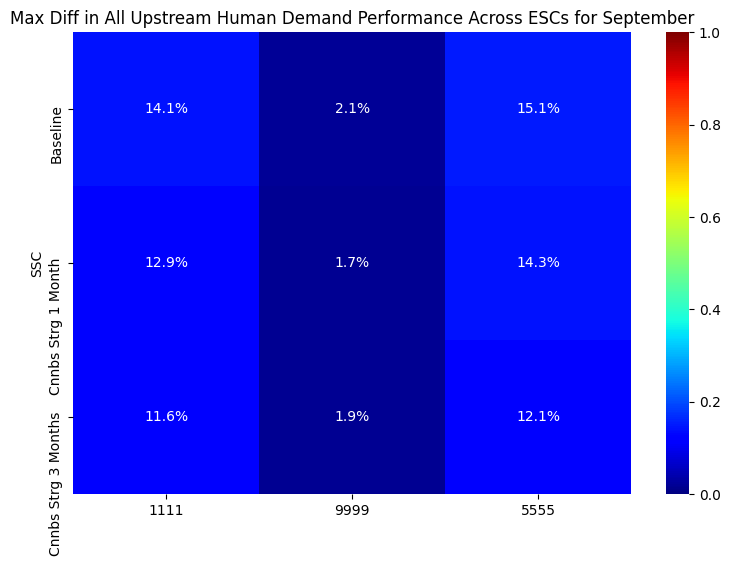 Max Diff in All Upstream Human Demand Performance Across ESCs for September
SSC
Baseline
Cnnbs Strg 1 Month
Cnnbs Strg 3 Months
14.1% 2.1% 15.1%
12.9% 1.7% 14.3%
11.6% 1.9% 12.1%
1111 9999 5555
1.0
0.8
0.6
0.4
0.2
0.0